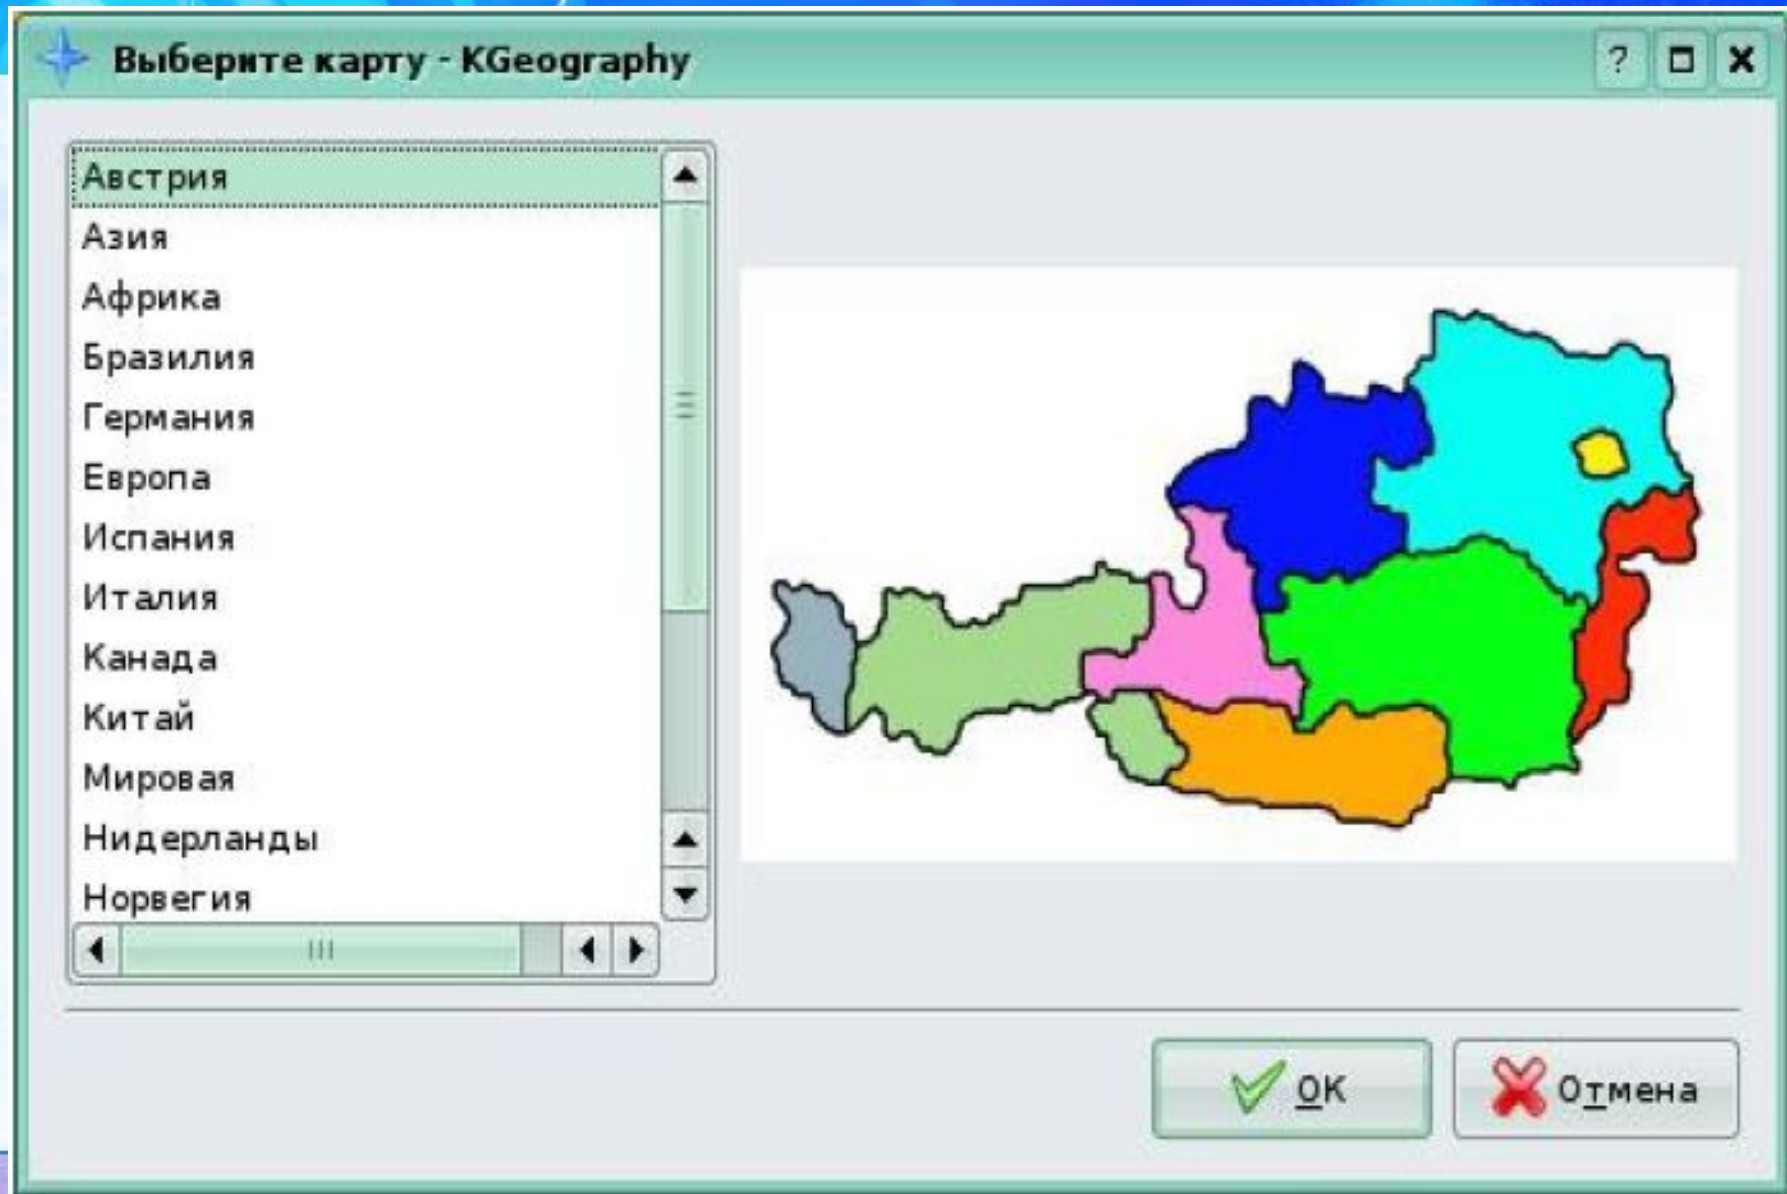 Выберите карту - KGeography
?
Австрия
Азия
Африка
Бразилия
Германия
Европа
Испания
Италия
Канада
Китай
Мировая
Нидерланды
Норвегия
OK
Отмена